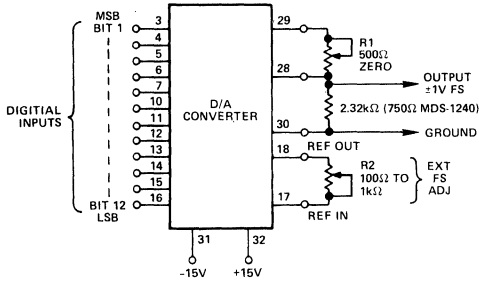 MSB
BIT 1
3
4
5
6
7
10
11
12
13
14
15
16
BIT 12
LSB
DIGITIAL
INPUTS
D/A
CONVERTER
29
28
30
18
17
31
32
-15V
+15V
R1
500Ω
ZERO
OUTPUT
±1V FS
2.32kΩ (750Ω MDS-1240)
GROUND
REF OUT
R2
100Ω TO
1kΩ
EXT
FS
ADJ
REF IN